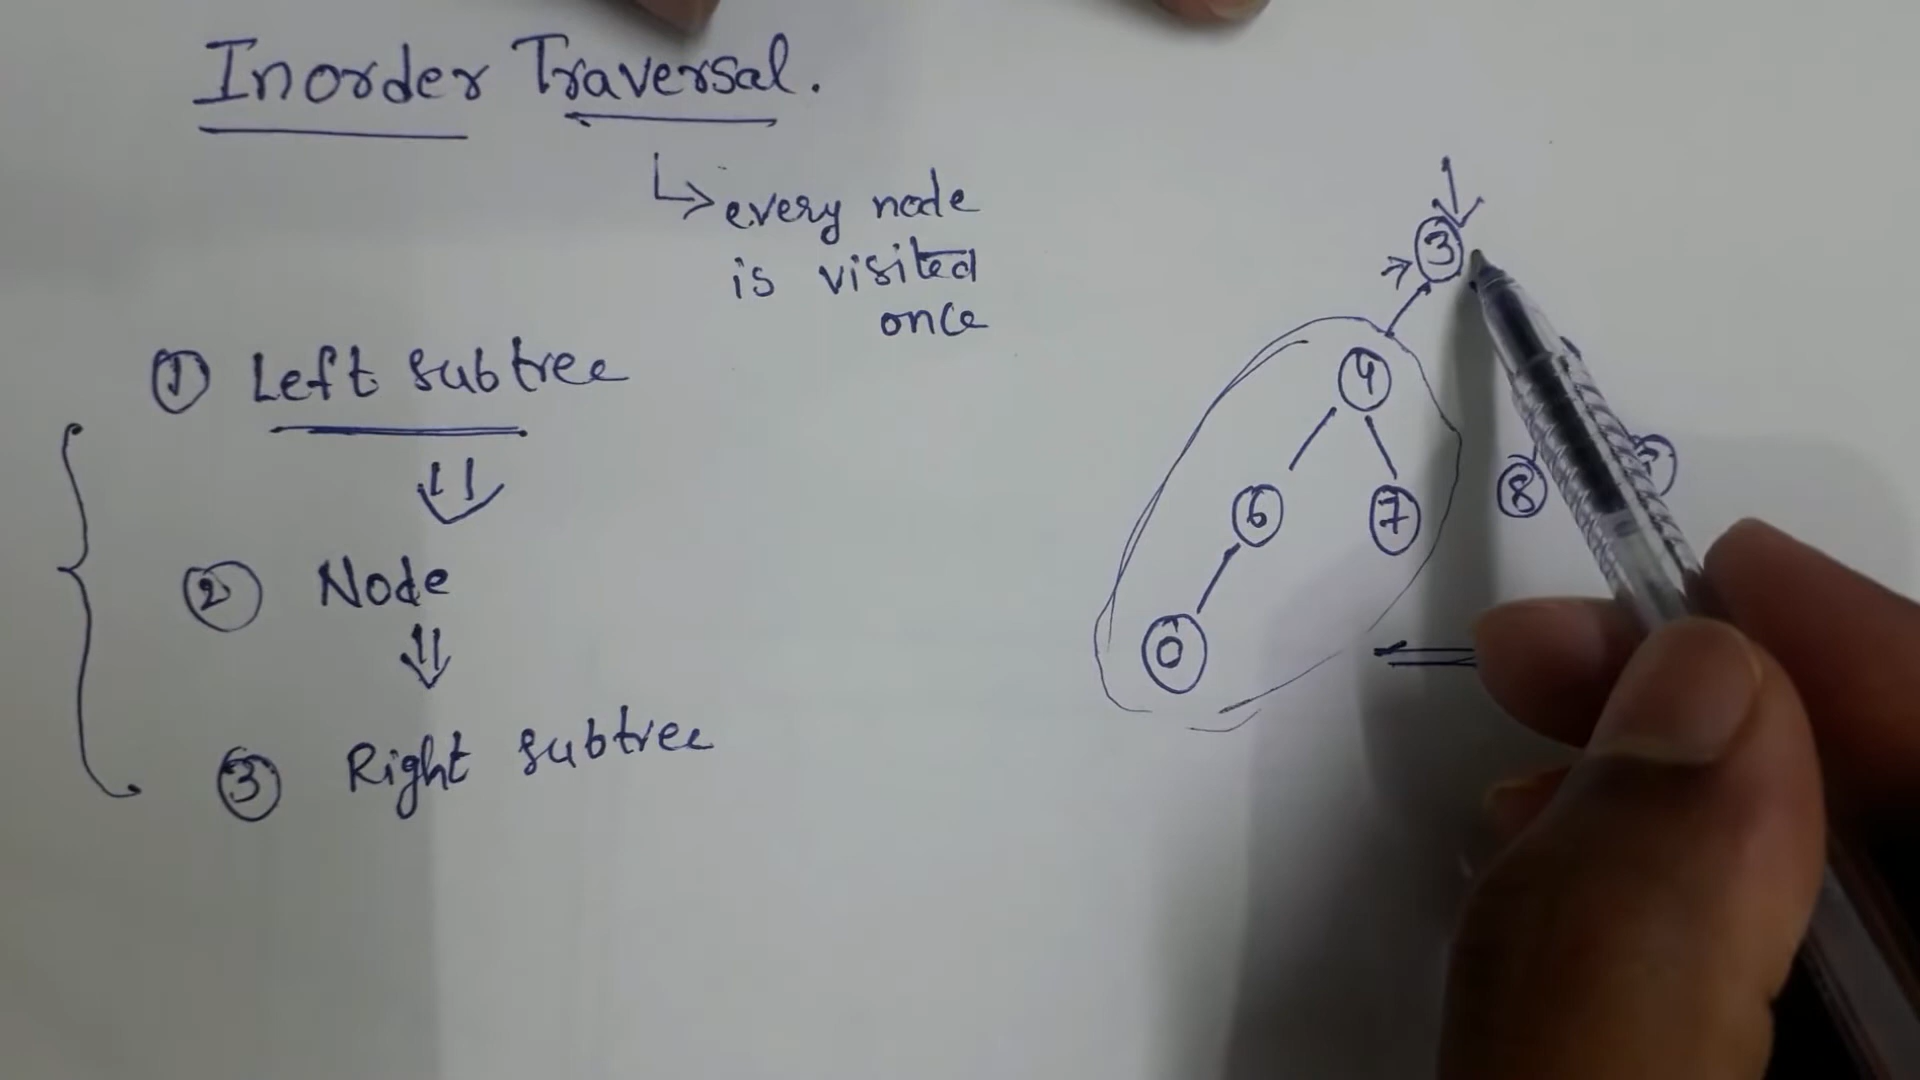 Inorder Traversal.
every node
is visited
once
1 Left subtree
2 Node
3 Right subtree
3
4
6
7
8
0